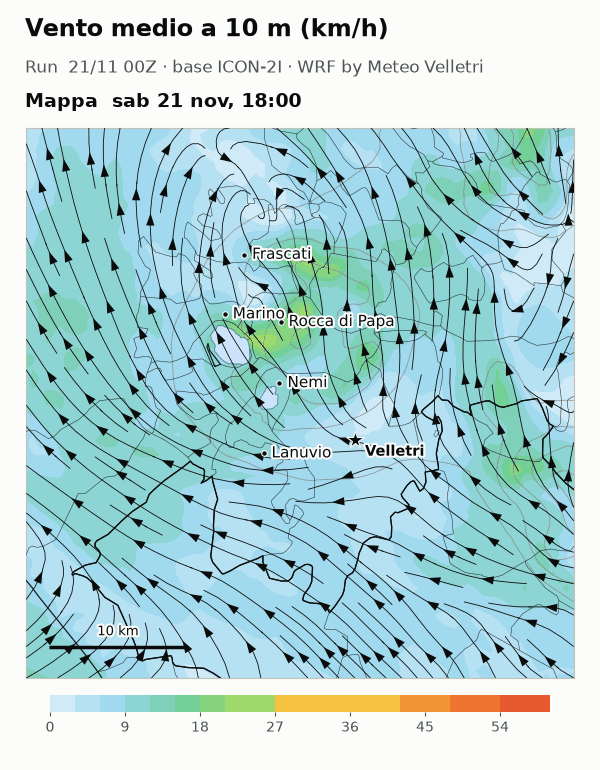 Vento medio a 10 m (km/h)
Run  21/11 00Z · base ICON-2I · WRF by Meteo Velletri
Mappa  sab 21 nov, 18:00
Frascati
Marino
Rocca di Papa
Nemi
Velletri
Lanuvio
10 km
0 9 18 27 36 45 54